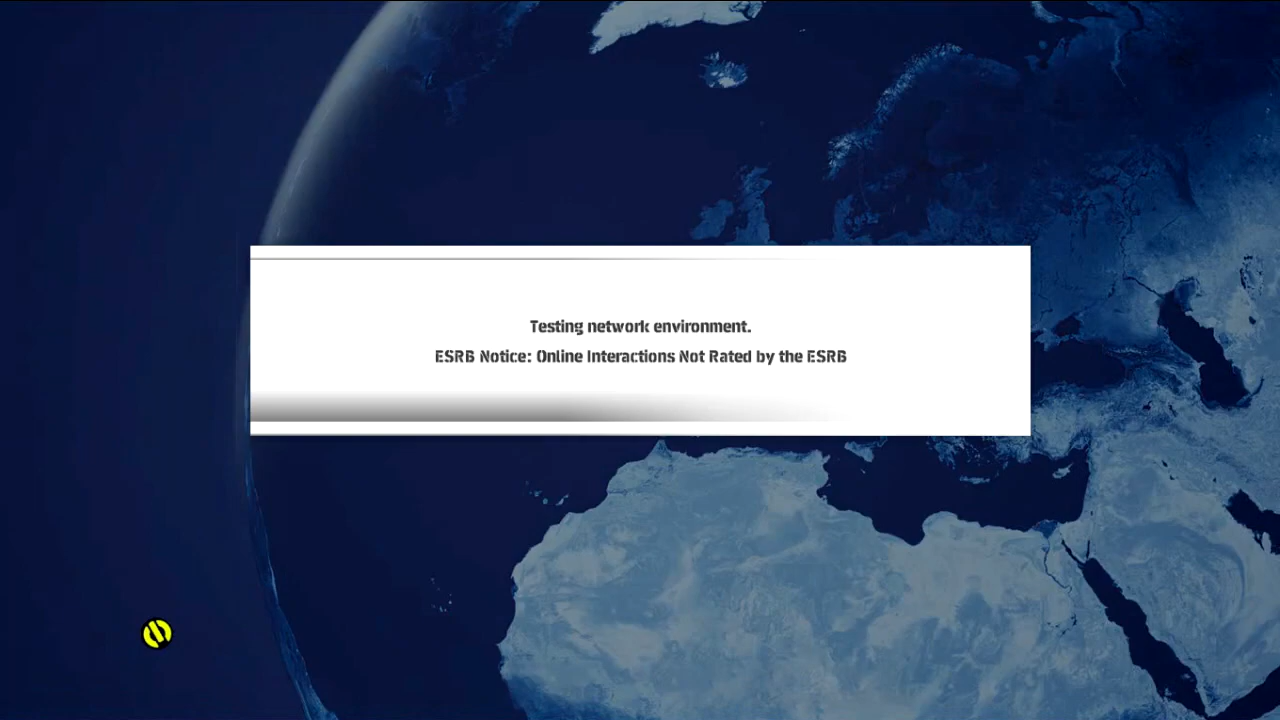 Testing network environment.
ESRB Notice: Online Interactions Not Rated by the ESRB